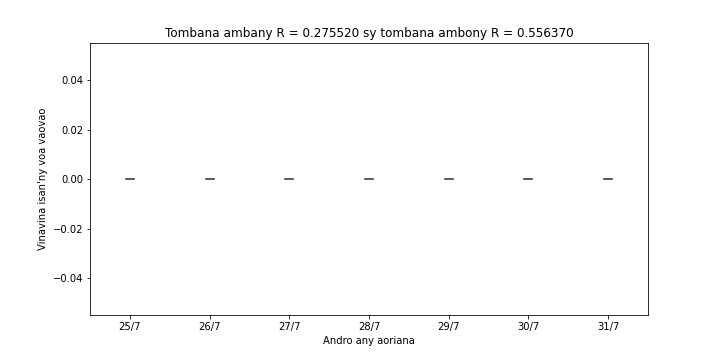 Tombana ambany R = 0.275520 sy tombana ambony R = 0.556370
Vinavina isan'ny voa vaovao
0.04
0.02
0.00
−0.02
−0.04
25/7 26/7 27/7 28/7 29/7 30/7 31/7
Andro any aoriana